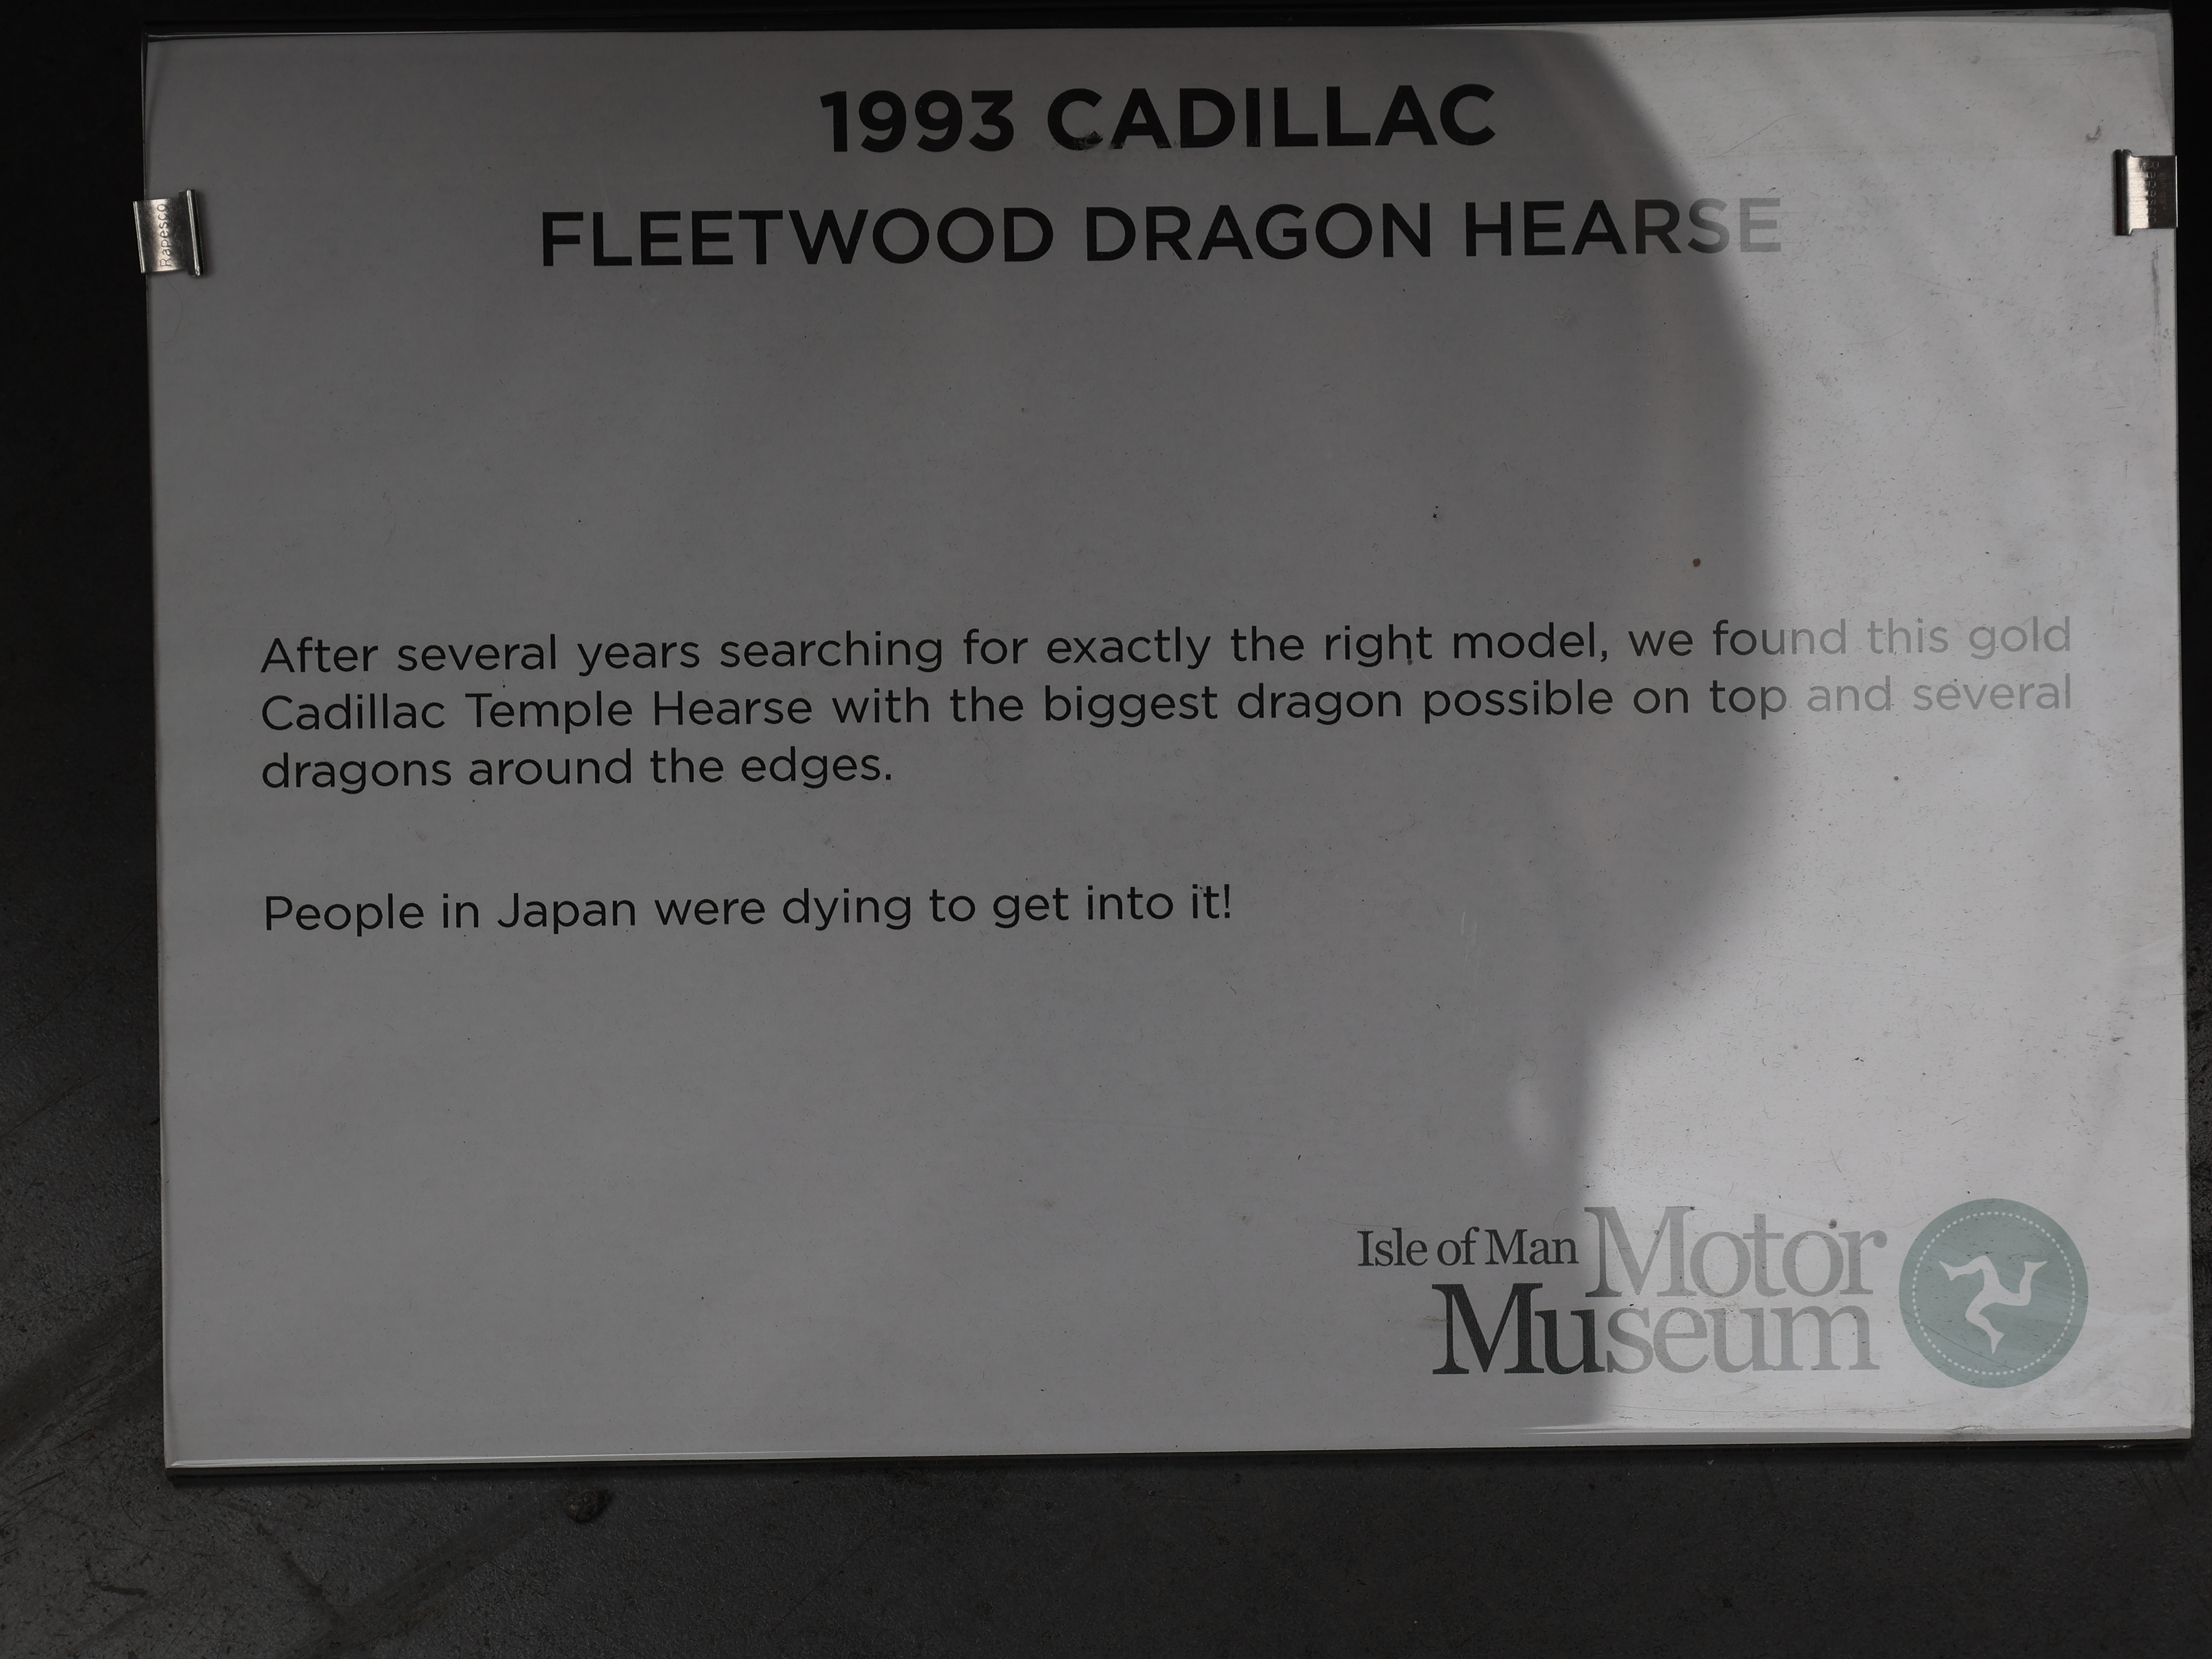 1993 CADILLAC
FLEETWOOD DRAGON HEARSE
After several years searching for exactly the right model, we found this gold
Cadillac Temple Hearse with the biggest dragon possible on top and several
dragons around the edges.
People in Japan were dying to get into it!
Isle of Man Motor
Museum
Rapesco